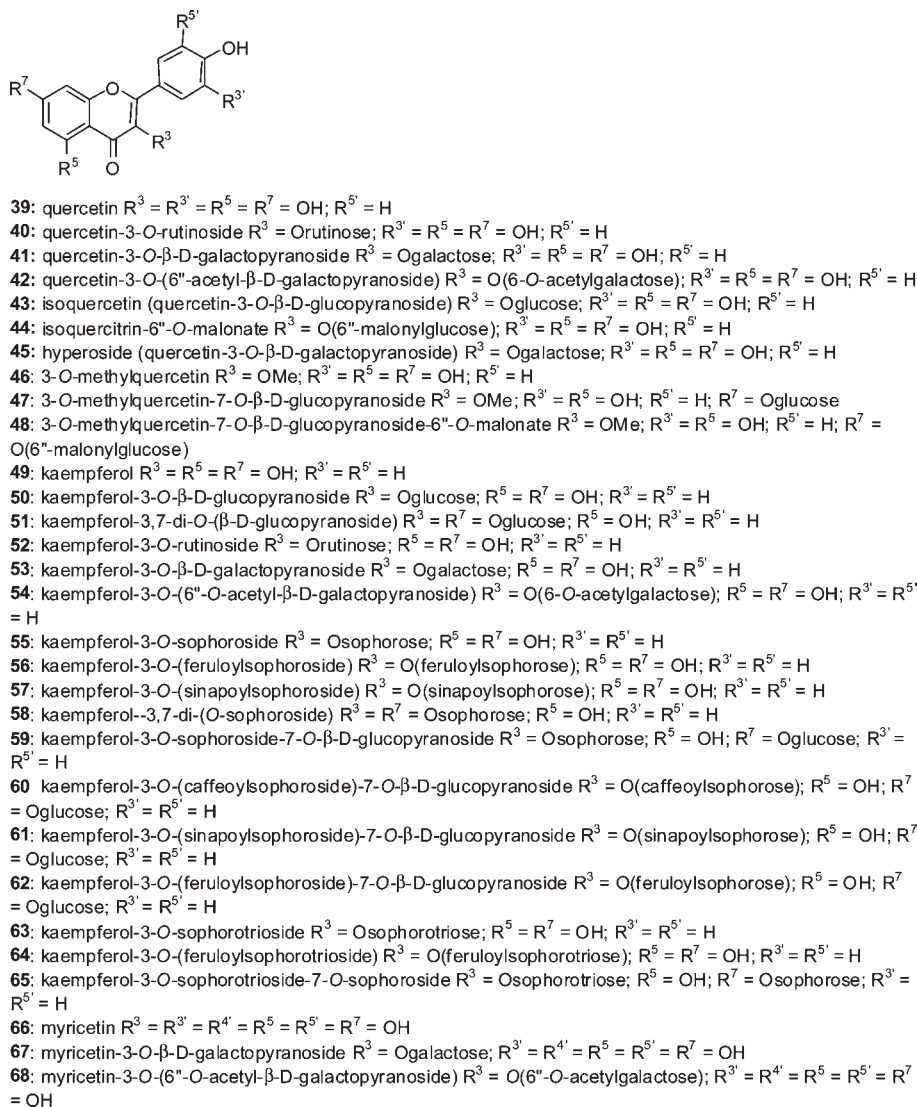 R5'
OH
R7
O
R3'
R3
R5
O
39: quercetin R3 = R3' = R5 = R7 = OH; R5' = H
40: quercetin-3-O-rutinoside R3 = Orutinose; R3' = R5 = R7 = OH; R5' = H
41: quercetin-3-O-β-D-galactopyranoside R3 = Ogalactose; R3' = R5 = R7 = OH; R5' = H
42: quercetin-3-O-(6"-acetyl-β-D-galactopyranoside) R3 = O(6-O-acetylgalactose); R3' = R5 = R7 = OH; R5' = H
43: isoquercetin (quercetin-3-O-β-D-glucopyranoside) R3 = Oglucose; R3' = R5 = R7 = OH; R5' = H
44: isoquercitrin-6"-O-malonate R3 = O(6"-malonylglucose); R3' = R5 = R7 = OH; R5' = H
45: hyperoside (quercetin-3-O-β-D-galactopyranoside) R3 = Ogalactose; R3' = R5 = R7 = OH; R5' = H
46: 3-O-methylquercetin R3 = OMe; R3' = R5 = R7 = OH; R5' = H
47: 3-O-methylquercetin-7-O-β-D-glucopyranoside R3 = OMe; R3' = R5 = OH; R5' = H; R7 = Oglucose
48: 3-O-methylquercetin-7-O-β-D-glucopyranoside-6"-O-malonate R3 = OMe; R3' = R5 = OH; R5' = H; R7 =
O(6"-malonylglucose)
49: kaempferol R3 = R5 = R7 = OH; R3' = R5' = H
50: kaempferol-3-O-β-D-glucopyranoside R3 = Oglucose; R5 = R7 = OH; R3' = R5' = H
51: kaempferol-3,7-di-O-(β-D-glucopyranoside) R3 = R7 = Oglucose; R5 = OH; R3' = R5' = H
52: kaempferol-3-O-rutinoside R3 = Orutinose; R5 = R7 = OH; R3' = R5' = H
53: kaempferol-3-O-β-D-galactopyranoside R3 = Ogalactose; R5 = R7 = OH; R3' = R5' = H
54: kaempferol-3-O-(6"-O-acetyl-β-D-galactopyranoside) R3 = O(6-O-acetylgalactose); R5 = R7 = OH; R3' = R5'
= H
55: kaempferol-3-O-sophoroside R3 = Osophorose; R5 = R7 = OH; R3' = R5' = H
56: kaempferol-3-O-(feruloylsophoroside) R3 = O(feruloylsophorose); R5 = R7 = OH; R3' = R5' = H
57: kaempferol-3-O-(sinapoylsophoroside) R3 = O(sinapoylsophorose); R5 = R7 = OH; R3' = R5' = H
58: kaempferol--3,7-di-(O-sophoroside) R3 = R7 = Osophorose; R5 = OH; R3' = R5' = H
59: kaempferol-3-O-sophoroside-7-O-β-D-glucopyranoside R3 = Osophorose; R5 = OH; R7 = Oglucose; R3' =
R5' = H
60 kaempferol-3-O-(caffeoylsophoroside)-7-O-β-D-glucopyranoside R3 = O(caffeoylsophorose); R5 = OH; R7
= Oglucose; R3' = R5' = H
61: kaempferol-3-O-(sinapoylsophoroside)-7-O-β-D-glucopyranoside R3 = O(sinapoylsophorose); R5 = OH; R7
= Oglucose; R3' = R5' = H
62: kaempferol-3-O-(feruloylsophoroside)-7-O-β-D-glucopyranoside R3 = O(feruloylsophorose); R5 = OH; R7
= Oglucose; R3' = R5' = H
63: kaempferol-3-O-sophorotrioside R3 = Osophorotriose; R5 = R7 = OH; R3' = R5' = H
64: kaempferol-3-O-(feruloylsophorotrioside) R3 = O(feruloylsophorotriose); R5 = R7 = OH; R3' = R5' = H
65: kaempferol-3-O-sophorotrioside-7-O-sophoroside R3 = Osophorotriose; R5 = OH; R7 = Osophorose; R3' =
R5' = H
66: myricetin R3 = R3' = R4' = R5 = R5' = R7 = OH
67: myricetin-3-O-β-D-galactopyranoside R3 = Ogalactose; R3' = R4' = R5 = R5' = R7 = OH
68: myricetin-3-O-(6"-O-acetyl-β-D-galactopyranoside) R3 = O(6"-O-acetylgalactose); R3' = R4' = R5 = R5' = R7
= OH